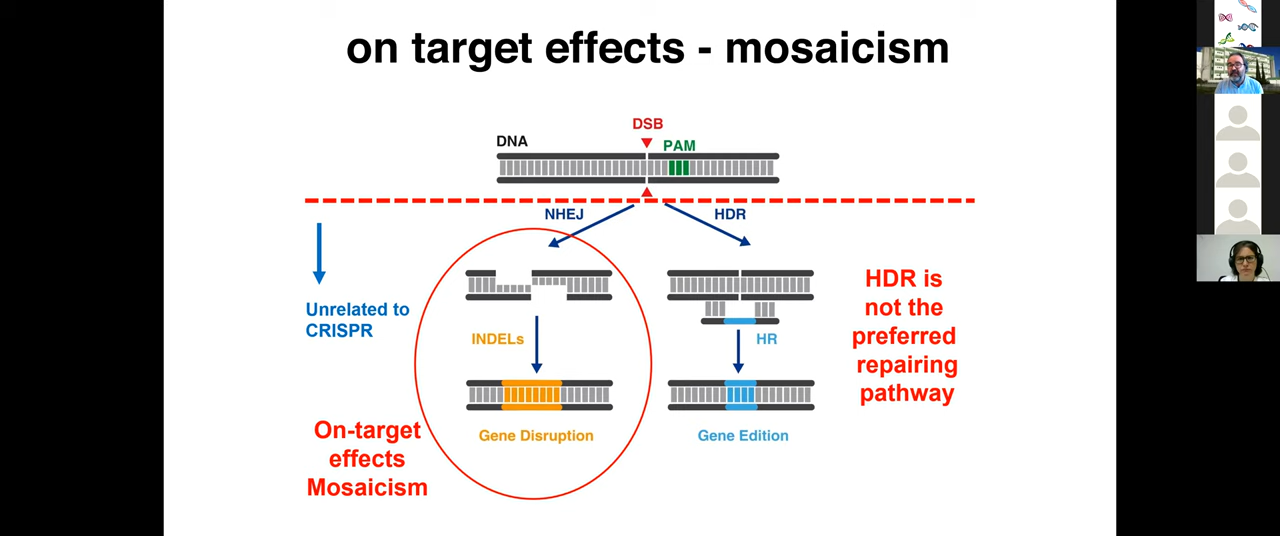 on target effects - mosaicism
DSB
DNA
PAM
NHEJ
HDR
Unrelated to
CRISPR
INDELs
HR
HDR is
not the
preferred
repairing
pathway
On-target
effects
Mosaicism
Gene Disruption
Gene Edition